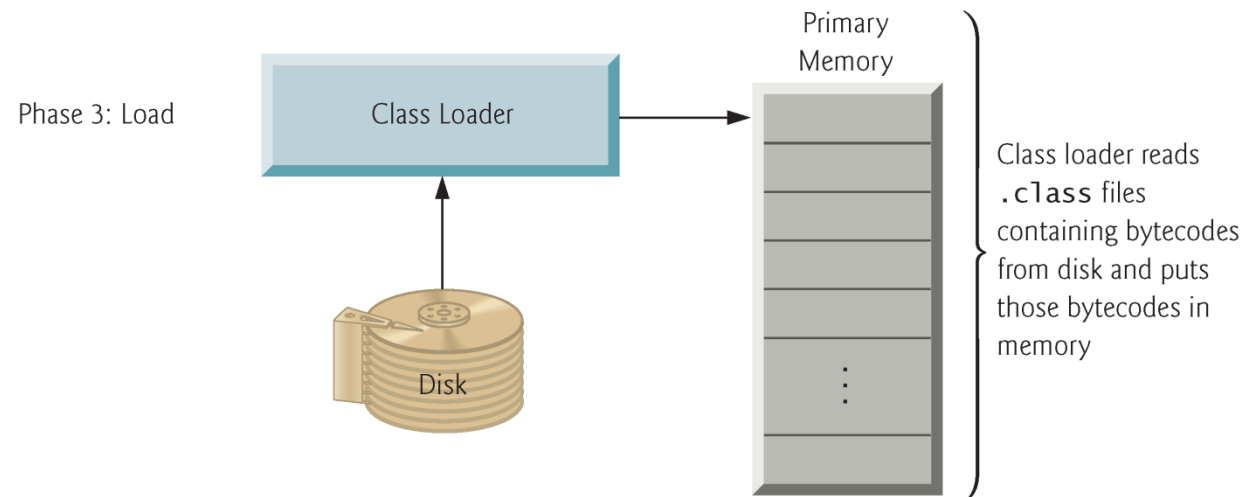 Primary
Memory
Phase 3: Load
Class Loader
Class loader reads
.class files
containing bytecodes
from disk and puts
those bytecodes in
memory
Disk